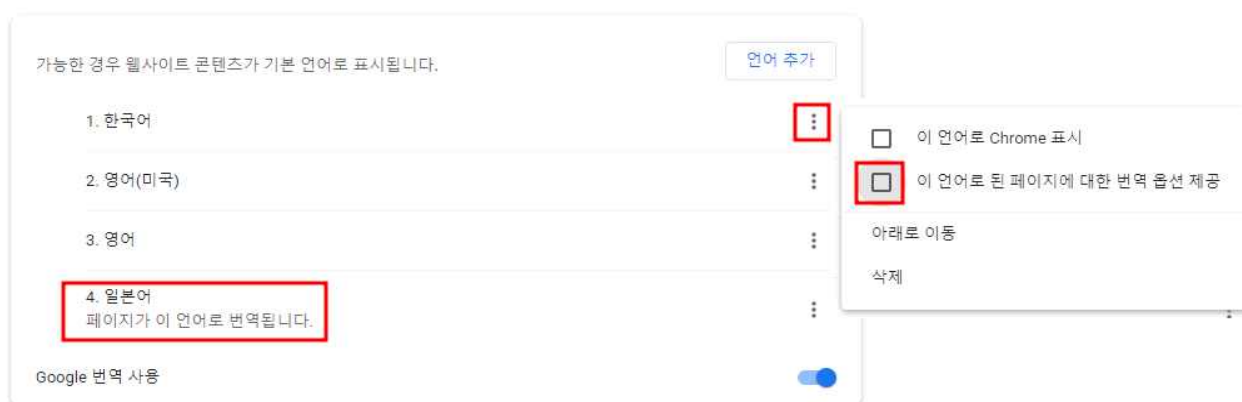 가능한 경우 웹사이트 콘텐츠가 기본 언어로 표시됩니다.
언어 추가
1. 한국어
이 언어로 Chrome 표시
2. 영어(미국)
이 언어로 된 페이지에 대한 번역 옵션 제공
3. 영어
아래로 이동
삭제
4. 일본어
페이지가 이 언어로 번역됩니다.
Google 번역 사용